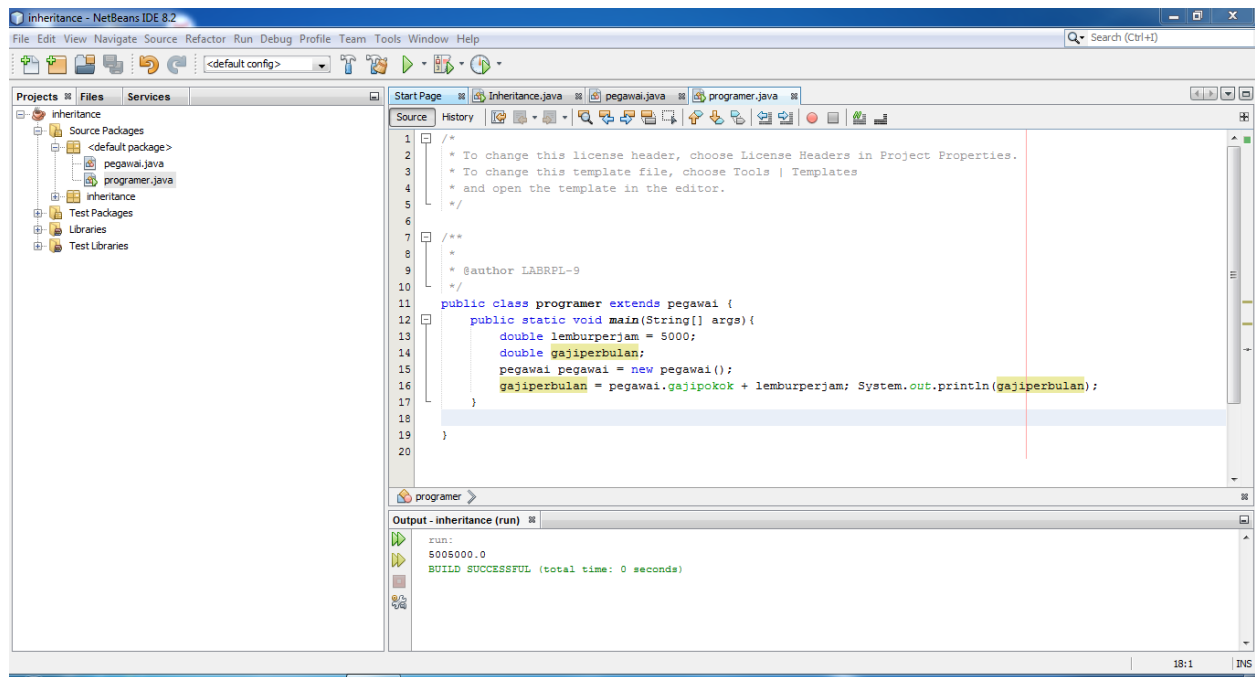 inheritance - NetBeans IDE 8.2
File Edit View Navigate Source Refactor Run Debug Profile Team Tools Window Help
Search (Ctrl+I)
<default config>
Projects Files Services
inheritance
Source Packages
<default package>
pegawai.java
programer.java
inheritance
Test Packages
Libraries
Test Libraries
Start Page Inheritance.java pegawai.java programer.java
Source History
1 /*
2 * To change this license header, choose License Headers in Project Properties.
3 * To change this template file, choose Tools | Templates
4 * and open the template in the editor.
5 */
6
7 /**
8 *
9 * @author LABRPL-9
10 */
11 public class programer extends pegawai {
12 public static void main(String[] args){
13 double lemburperjam = 5000;
14 double gajiperbulan;
15 pegawai pegawai = new pegawai();
16 gajiperbulan = pegawai.gajipokok + lemburperjam; System.out.println(gajiperbulan);
17 }
18
19 }
20
programer
Output - inheritance (run)
run:
5005000.0
BUILD SUCCESSFUL (total time: 0 seconds)
18:1 INS